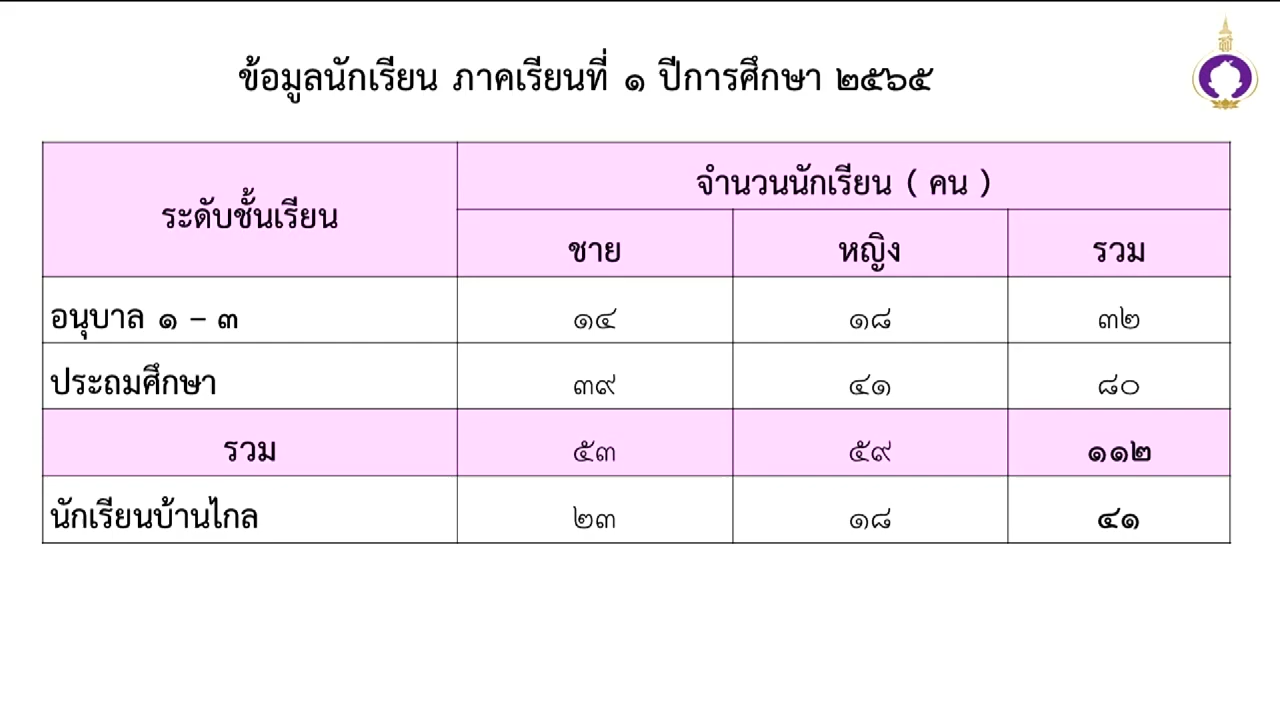 ข้อมูลนักเรียน ภาคเรียนที่ ๑ ปีการศึกษา ๒๕๖๕
ระดับชั้นเรียน จำนวนนักเรียน ( คน )
ชาย หญิง รวม
อนุบาล ๑ – ๓ ๑๔ ๑๘ ๓๒
ประถมศึกษา ๓๙ ๔๑ ๘๐
รวม ๕๓ ๕๙ ๑๑๒
นักเรียนบ้านไกล ๒๓ ๑๘ ๔๑